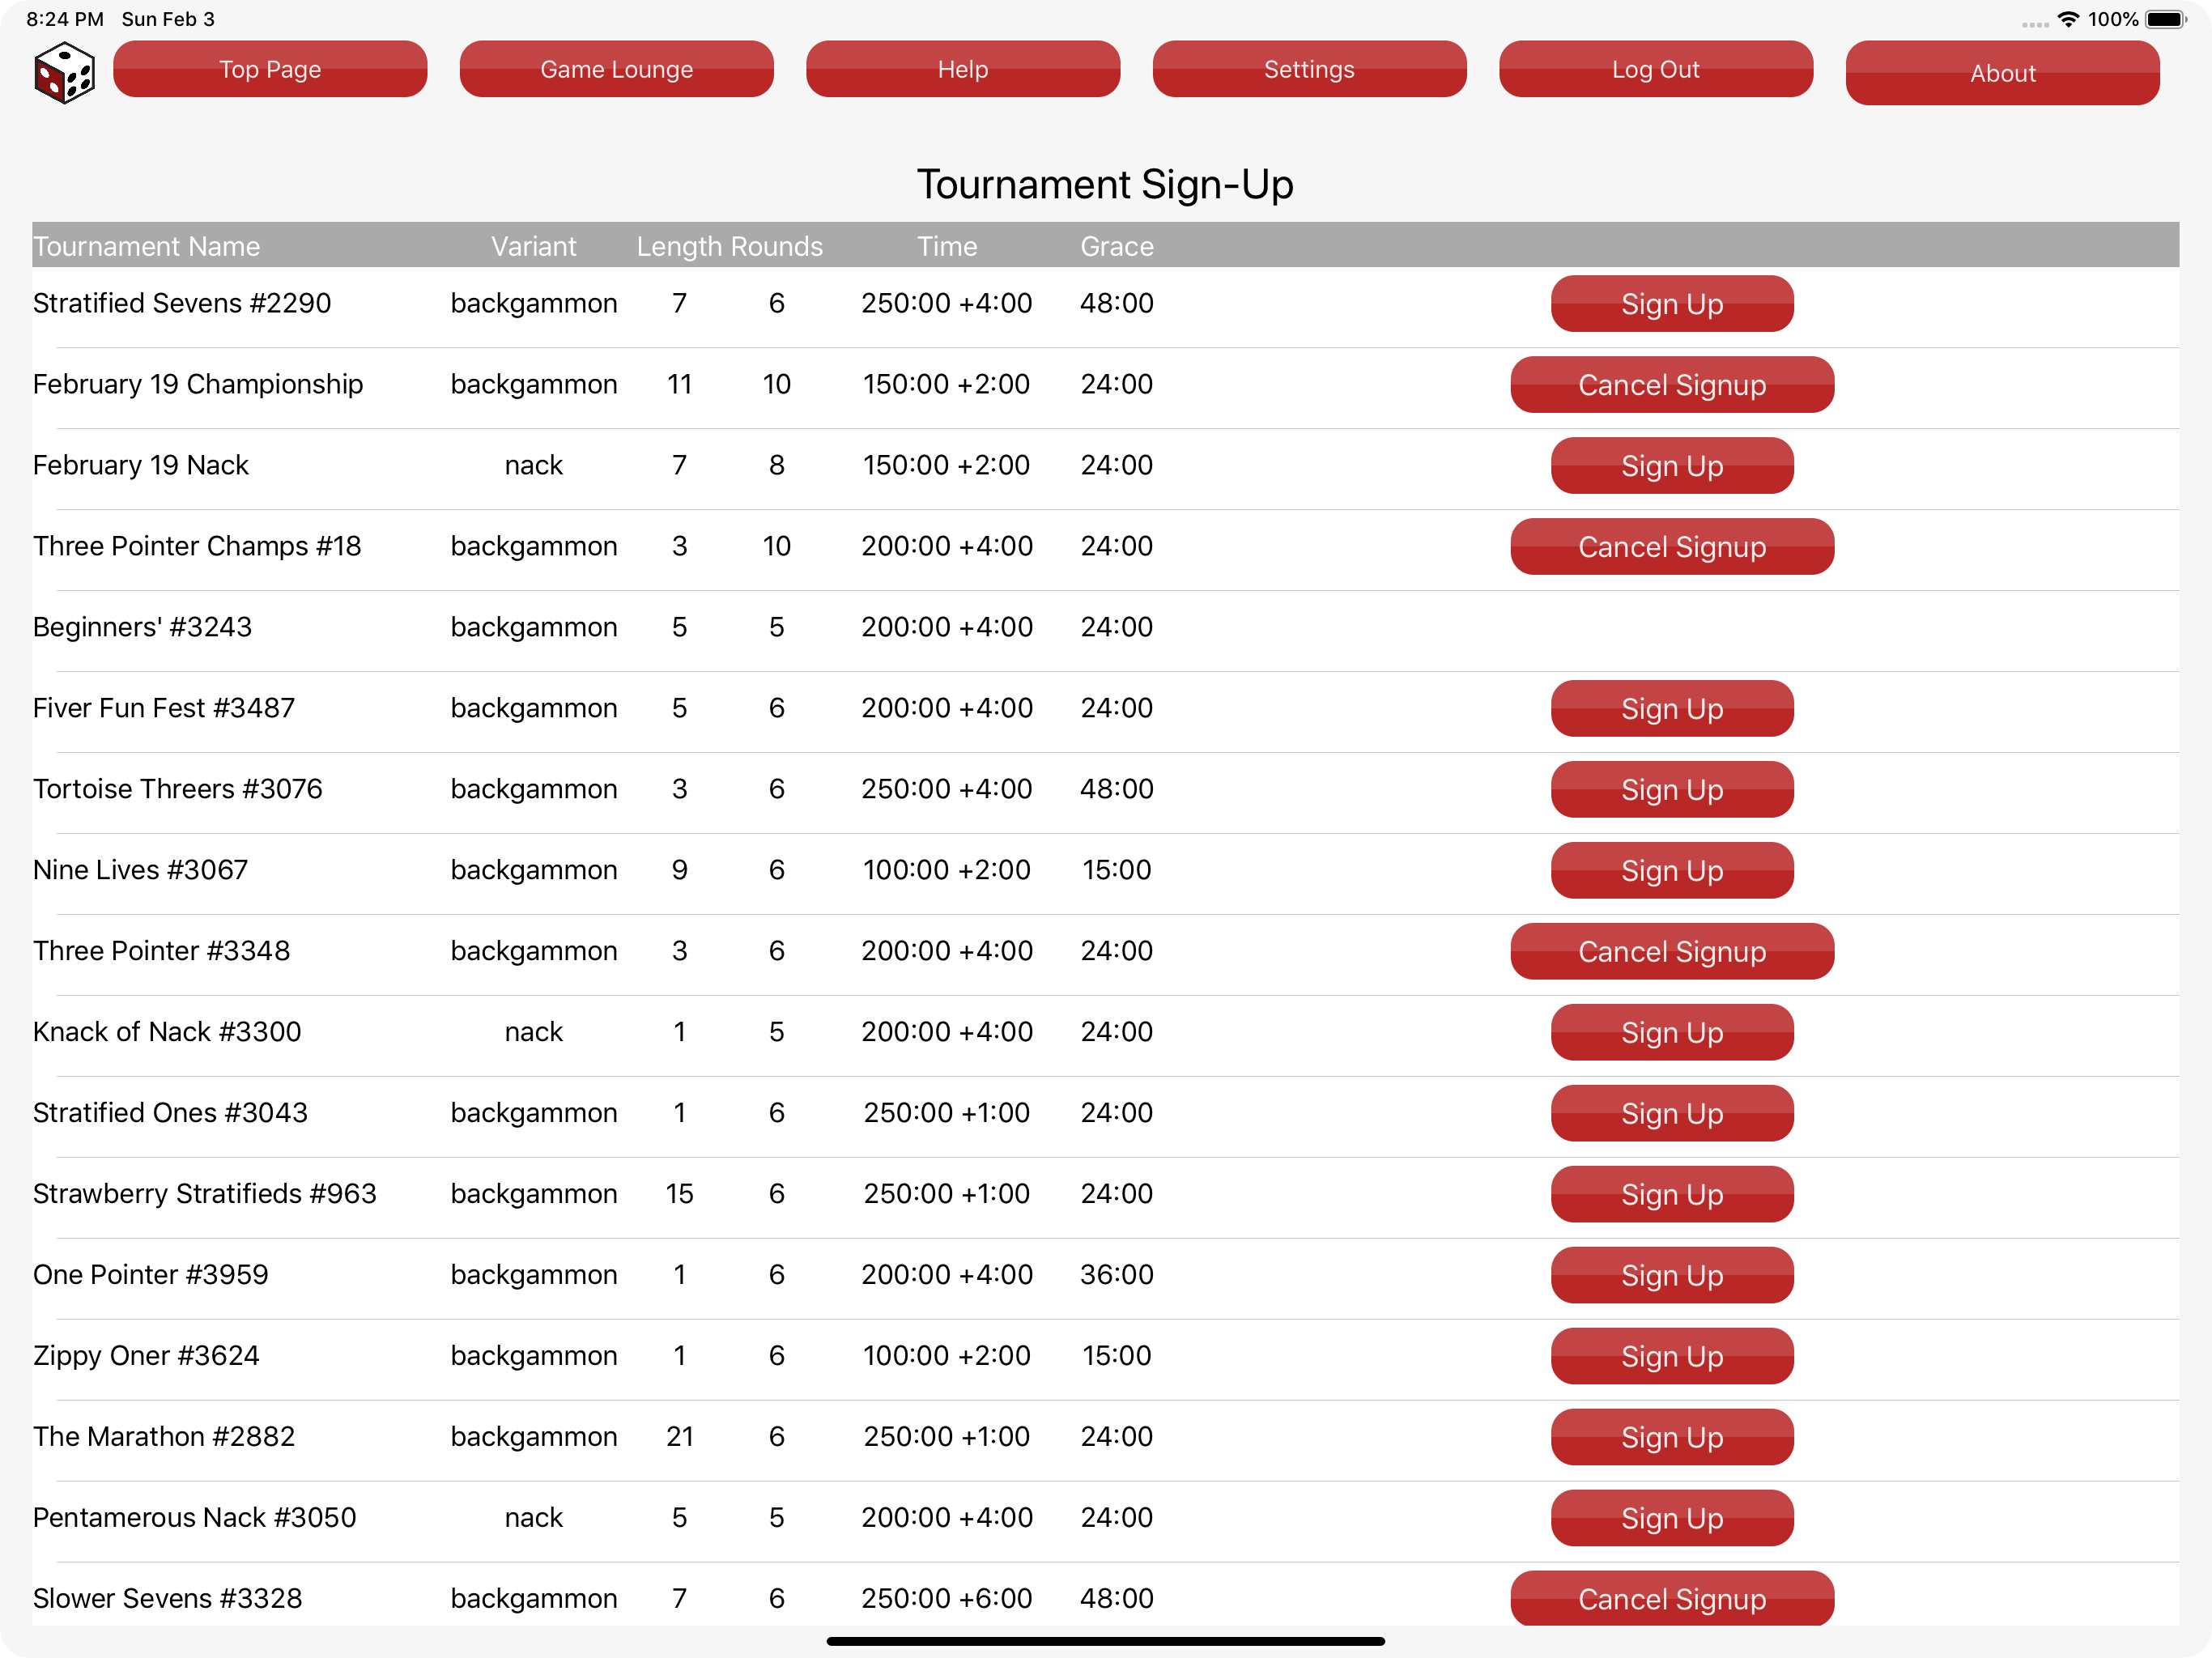 8:24 PM Sun Feb 3 100%
Top Page Game Lounge Help Settings Log Out About
Tournament Sign-Up
Tournament Name Variant Length Rounds Time Grace
Stratified Sevens #2290 backgammon 7 6 250:00 +4:00 48:00 Sign Up
February 19 Championship backgammon 11 10 150:00 +2:00 24:00 Cancel Signup
February 19 Nack nack 7 8 150:00 +2:00 24:00 Sign Up
Three Pointer Champs #18 backgammon 3 10 200:00 +4:00 24:00 Cancel Signup
Beginners' #3243 backgammon 5 5 200:00 +4:00 24:00
Fiver Fun Fest #3487 backgammon 5 6 200:00 +4:00 24:00 Sign Up
Tortoise Threers #3076 backgammon 3 6 250:00 +4:00 48:00 Sign Up
Nine Lives #3067 backgammon 9 6 100:00 +2:00 15:00 Sign Up
Three Pointer #3348 backgammon 3 6 200:00 +4:00 24:00 Cancel Signup
Knack of Nack #3300 nack 1 5 200:00 +4:00 24:00 Sign Up
Stratified Ones #3043 backgammon 1 6 250:00 +1:00 24:00 Sign Up
Strawberry Stratifieds #963 backgammon 15 6 250:00 +1:00 24:00 Sign Up
One Pointer #3959 backgammon 1 6 200:00 +4:00 36:00 Sign Up
Zippy Oner #3624 backgammon 1 6 100:00 +2:00 15:00 Sign Up
The Marathon #2882 backgammon 21 6 250:00 +1:00 24:00 Sign Up
Pentamerous Nack #3050 nack 5 5 200:00 +4:00 24:00 Sign Up
Slower Sevens #3328 backgammon 7 6 250:00 +6:00 48:00 Cancel Signup